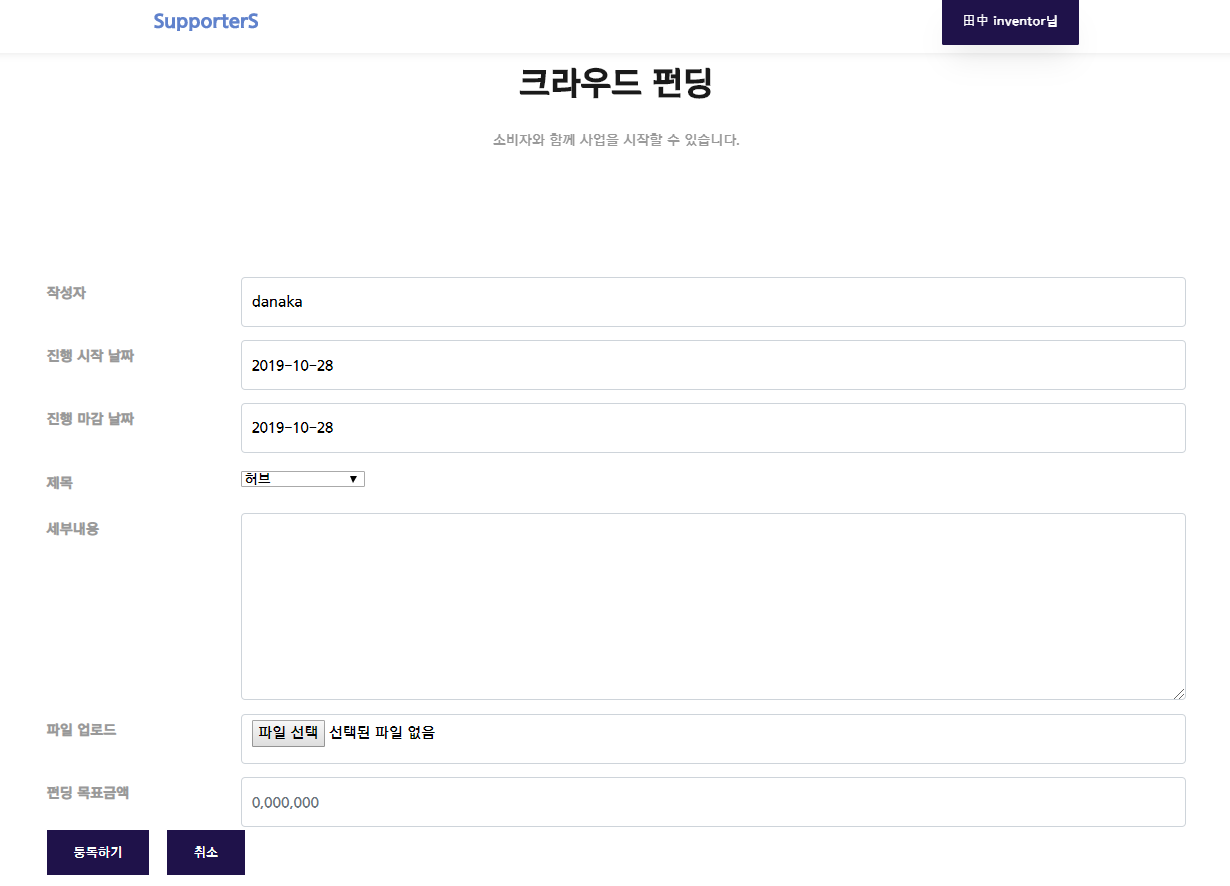 SupporterS
田中 inventor님
크라우드 펀딩
소비자와 함께 사업을 시작할 수 있습니다.
작성자
danaka
진행 시작 날짜
2019-10-28
진행 마감 날짜
2019-10-28
제목
허브 ▼
세부내용
파일 업로드
파일 선택 선택된 파일 없음
펀딩 목표금액
0,000,000
등록하기 취소